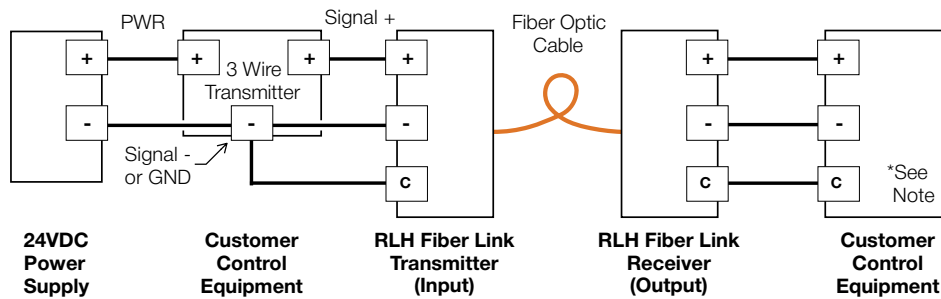 PWR
Signal +
Fiber Optic
Cable
+ + + + + +
3 Wire
Transmitter
- - - - -
Signal -
or GND
C C C
*See
Note
24VDC
Power
Supply
Customer
Control
Equipment
RLH Fiber Link
Transmitter
(Input)
RLH Fiber Link
Receiver
(Output)
Customer
Control
Equipment